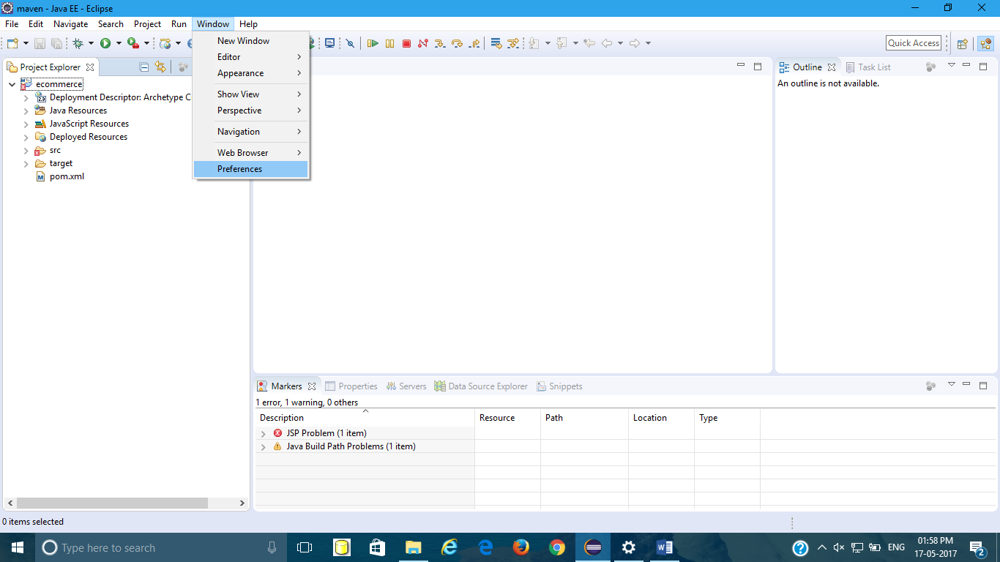 maven - Java EE - Eclipse
File Edit Navigate Search Project Run Window Help
Quick Access
New Window
Editor
Appearance
Show View
Perspective
Navigation
Web Browser
Preferences
Project Explorer
ecommerce
Deployment Descriptor: Archetype C
Java Resources
JavaScript Resources
Deployed Resources
src
target
pom.xml
Outline Task List
An outline is not available.
Markers Properties Servers Data Source Explorer Snippets
1 error, 1 warning, 0 others
Description Resource Path Location Type
JSP Problem (1 item)
Java Build Path Problems (1 item)
0 items selected
Type here to search
ENG
01:58 PM
17-05-2017
2